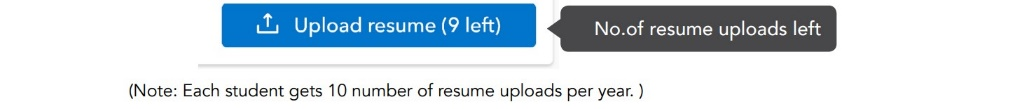 Upload resume (9 left)
No.of resume uploads left
(Note: Each student gets 10 number of resume uploads per year. )